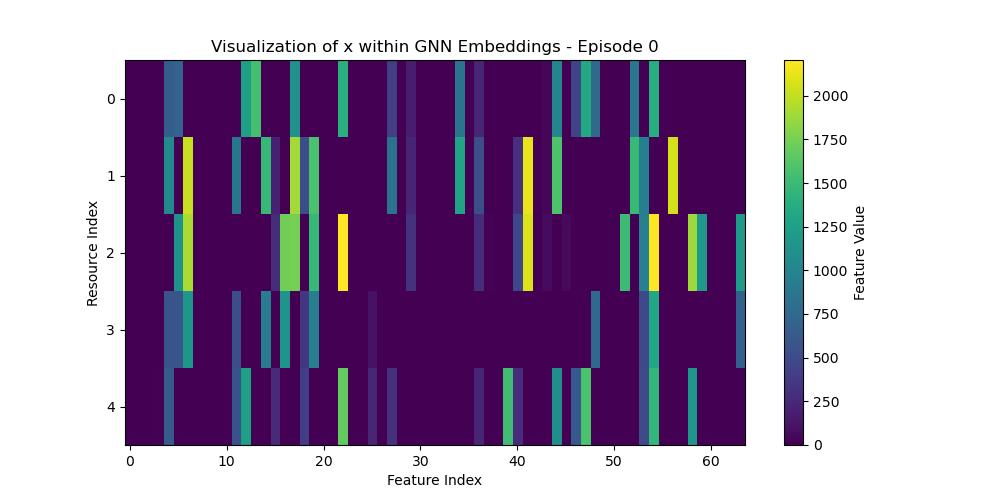 Visualization of x within GNN Embeddings - Episode 0
Resource Index
0
1
2
3
4
0 10 20 30 40 50 60
Feature Index
2000
1750
1500
1250
1000
750
500
250
0
Feature Value